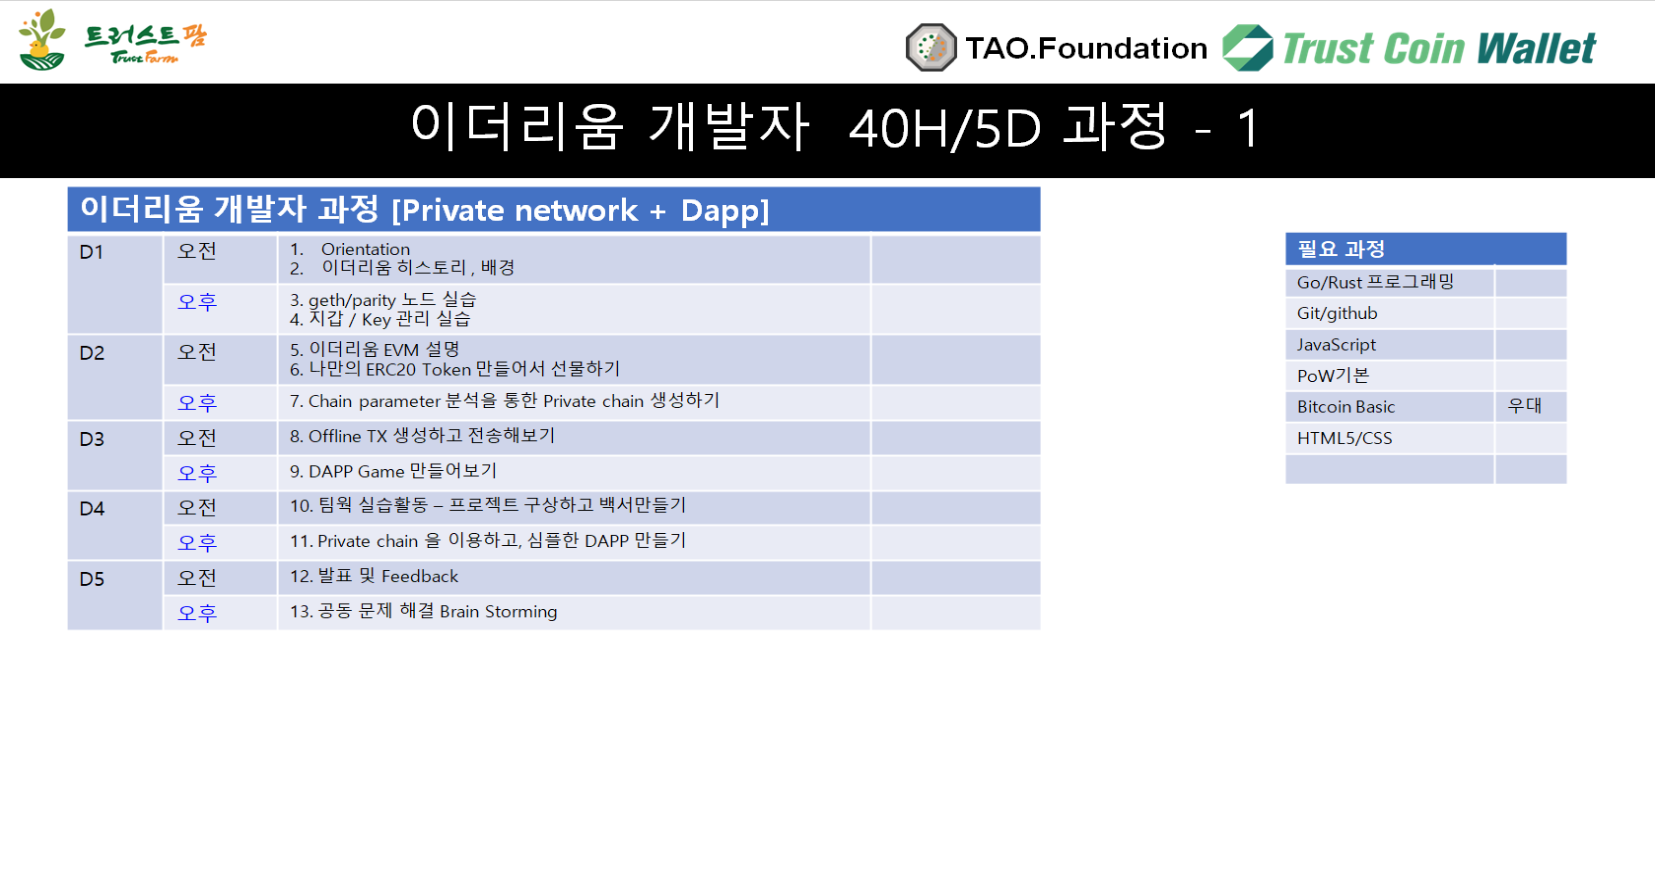 트러스트팜
Trust Farm
TAO.Foundation
Trust Coin Wallet
이더리움 개발자 40H/5D 과정 - 1
이더리움 개발자 과정 [Private network + Dapp]
D1
오전
1. Orientation
2. 이더리움 히스토리 , 배경
오후
3. geth/parity 노드 실습
4. 지갑 / Key 관리 실습
D2
오전
5. 이더리움 EVM 설명
6. 나만의 ERC20 Token 만들어서 선물하기
오후
7. Chain parameter 분석을 통한 Private chain 생성하기
D3
오전
8. Offline TX 생성하고 전송해보기
오후
9. DAPP Game 만들어보기
D4
오전
10. 팀웍 실습활동 – 프로젝트 구상하고 백서만들기
오후
11. Private chain 을 이용하고, 심플한 DAPP 만들기
D5
오전
12. 발표 및 Feedback
오후
13. 공동 문제 해결 Brain Storming
필요 과정
Go/Rust 프로그래밍
Git/github
JavaScript
PoW기본
Bitcoin Basic 우대
HTML5/CSS